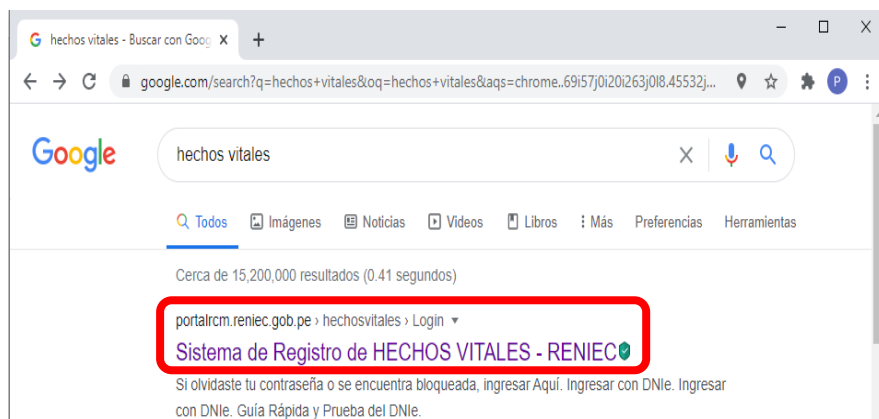 hechos vitales - Buscar con Goog
google.com/search?q=hechos+vitales&oq=hechos+vitales&aqs=chrome..69i57j0i20i263j0l8.45532j...
P
Google
hechos vitales
Todos Imágenes Noticias Videos Libros Más Preferencias Herramientas
Cerca de 15,200,000 resultados (0.41 segundos)
portalrcm.reniec.gob.pe › hechosvitales › Login
Sistema de Registro de HECHOS VITALES - RENIEC
Si olvidaste tu contraseña o se encuentra bloqueada, ingresar Aquí. Ingresar con DNIe. Ingresar
con DNIe. Guía Rápida y Prueba del DNIe.